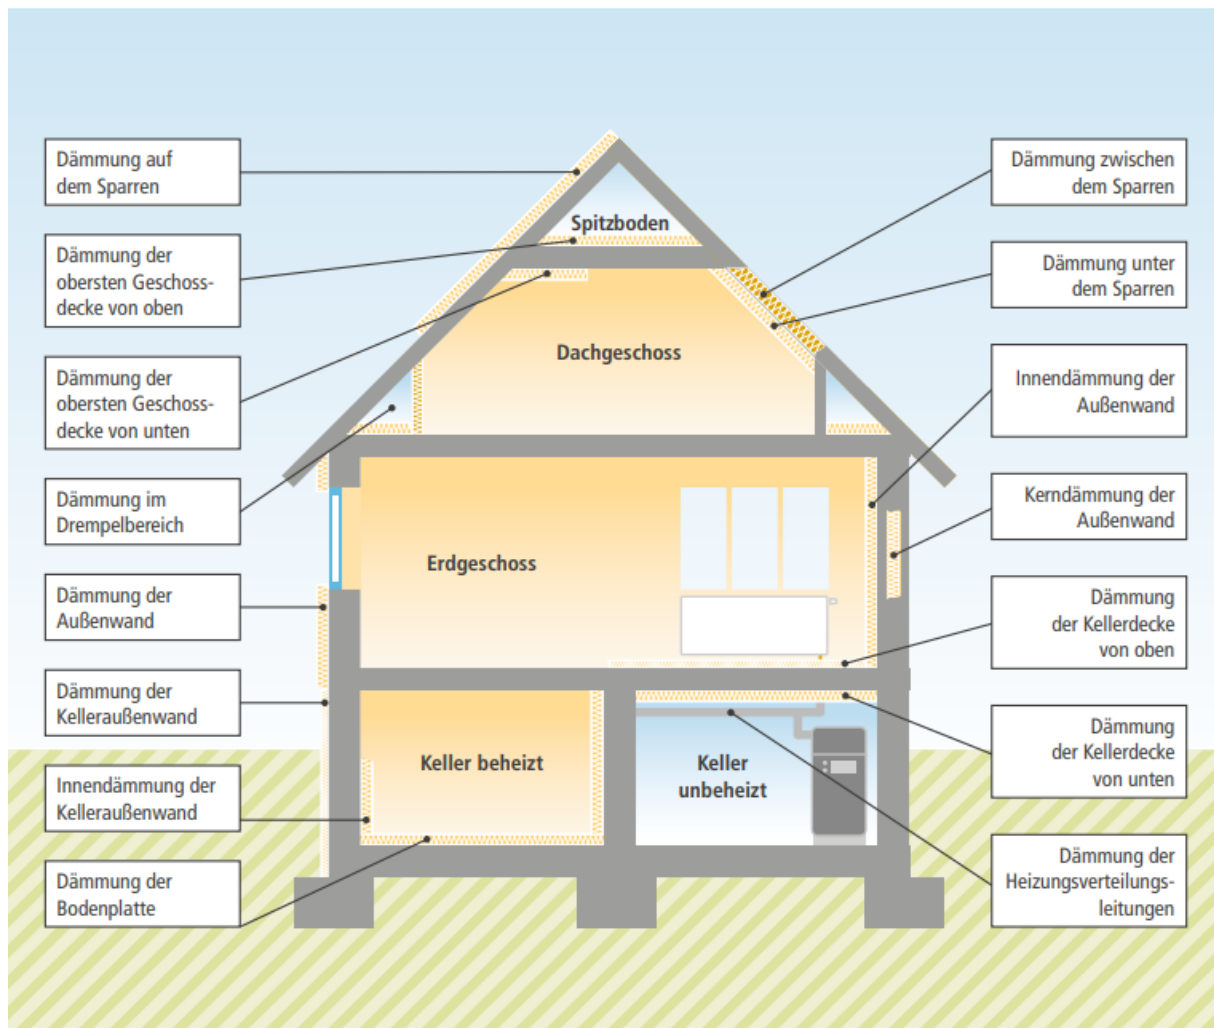 Dämmung auf
dem Sparren
Dämmung der
obersten Geschoss-
decke von oben
Dämmung der
obersten Geschoss-
decke von unten
Dämmung im
Drempelbereich
Dämmung der
Außenwand
Dämmung der
Kelleraußenwand
Innendämmung der
Kelleraußenwand
Dämmung der
Bodenplatte
Spitzboden
Dachgeschoss
Erdgeschoss
Keller beheizt
Keller
unbeheizt
Dämmung zwischen
dem Sparren
Dämmung unter
dem Sparren
Innendämmung der
Außenwand
Kerndämmung der
Außenwand
Dämmung
der Kellerdecke
von oben
Dämmung
der Kellerdecke
von unten
Dämmung der
Heizungsverteilungs-
leitungen